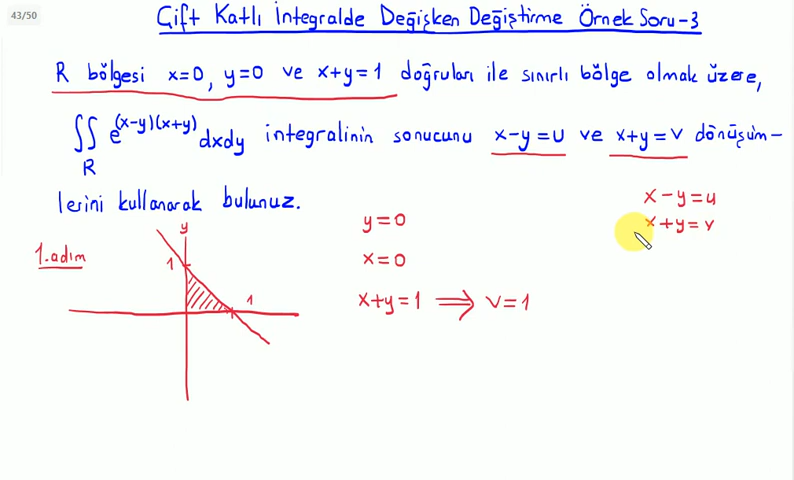 43/50
Çift Katlı İntegralde Değişken Değiştirme Örnek Soru-3
R bölgesi x=0, y=0 ve x+y=1 doğruları ile sınırlı bölge olmak üzere,
∬_R e^{(x-y)(x+y)} dxdy integralinin sonucunu x-y=u ve x+y=v dönüşüm-
lerini kullanarak bulunuz.
x-y=u
x+y=v
1.adım
y
1
1
y=0
x=0
x+y=1 ⟹ v=1